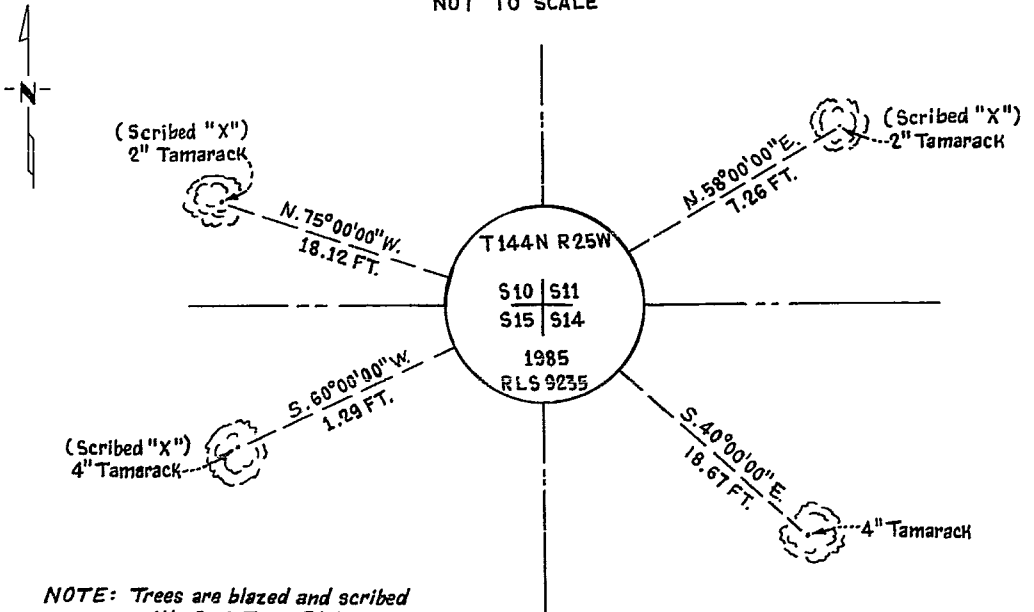 NOT TO SCALE
N
(Scribed "X")
2" Tamarack
N.75°00'00"W.
18.12 FT.
N.58°00'00"E.
7.26 FT.
(Scribed "X")
2" Tamarack
T144N R25W
S10 S11
S15 S14
1985
RLS 9235
S.60°00'00"W.
1.29 FT.
(Scribed "X")
4" Tamarack
S.40°00'00"E.
18.67 FT.
4" Tamarack
NOTE: Trees are blazed and scribed